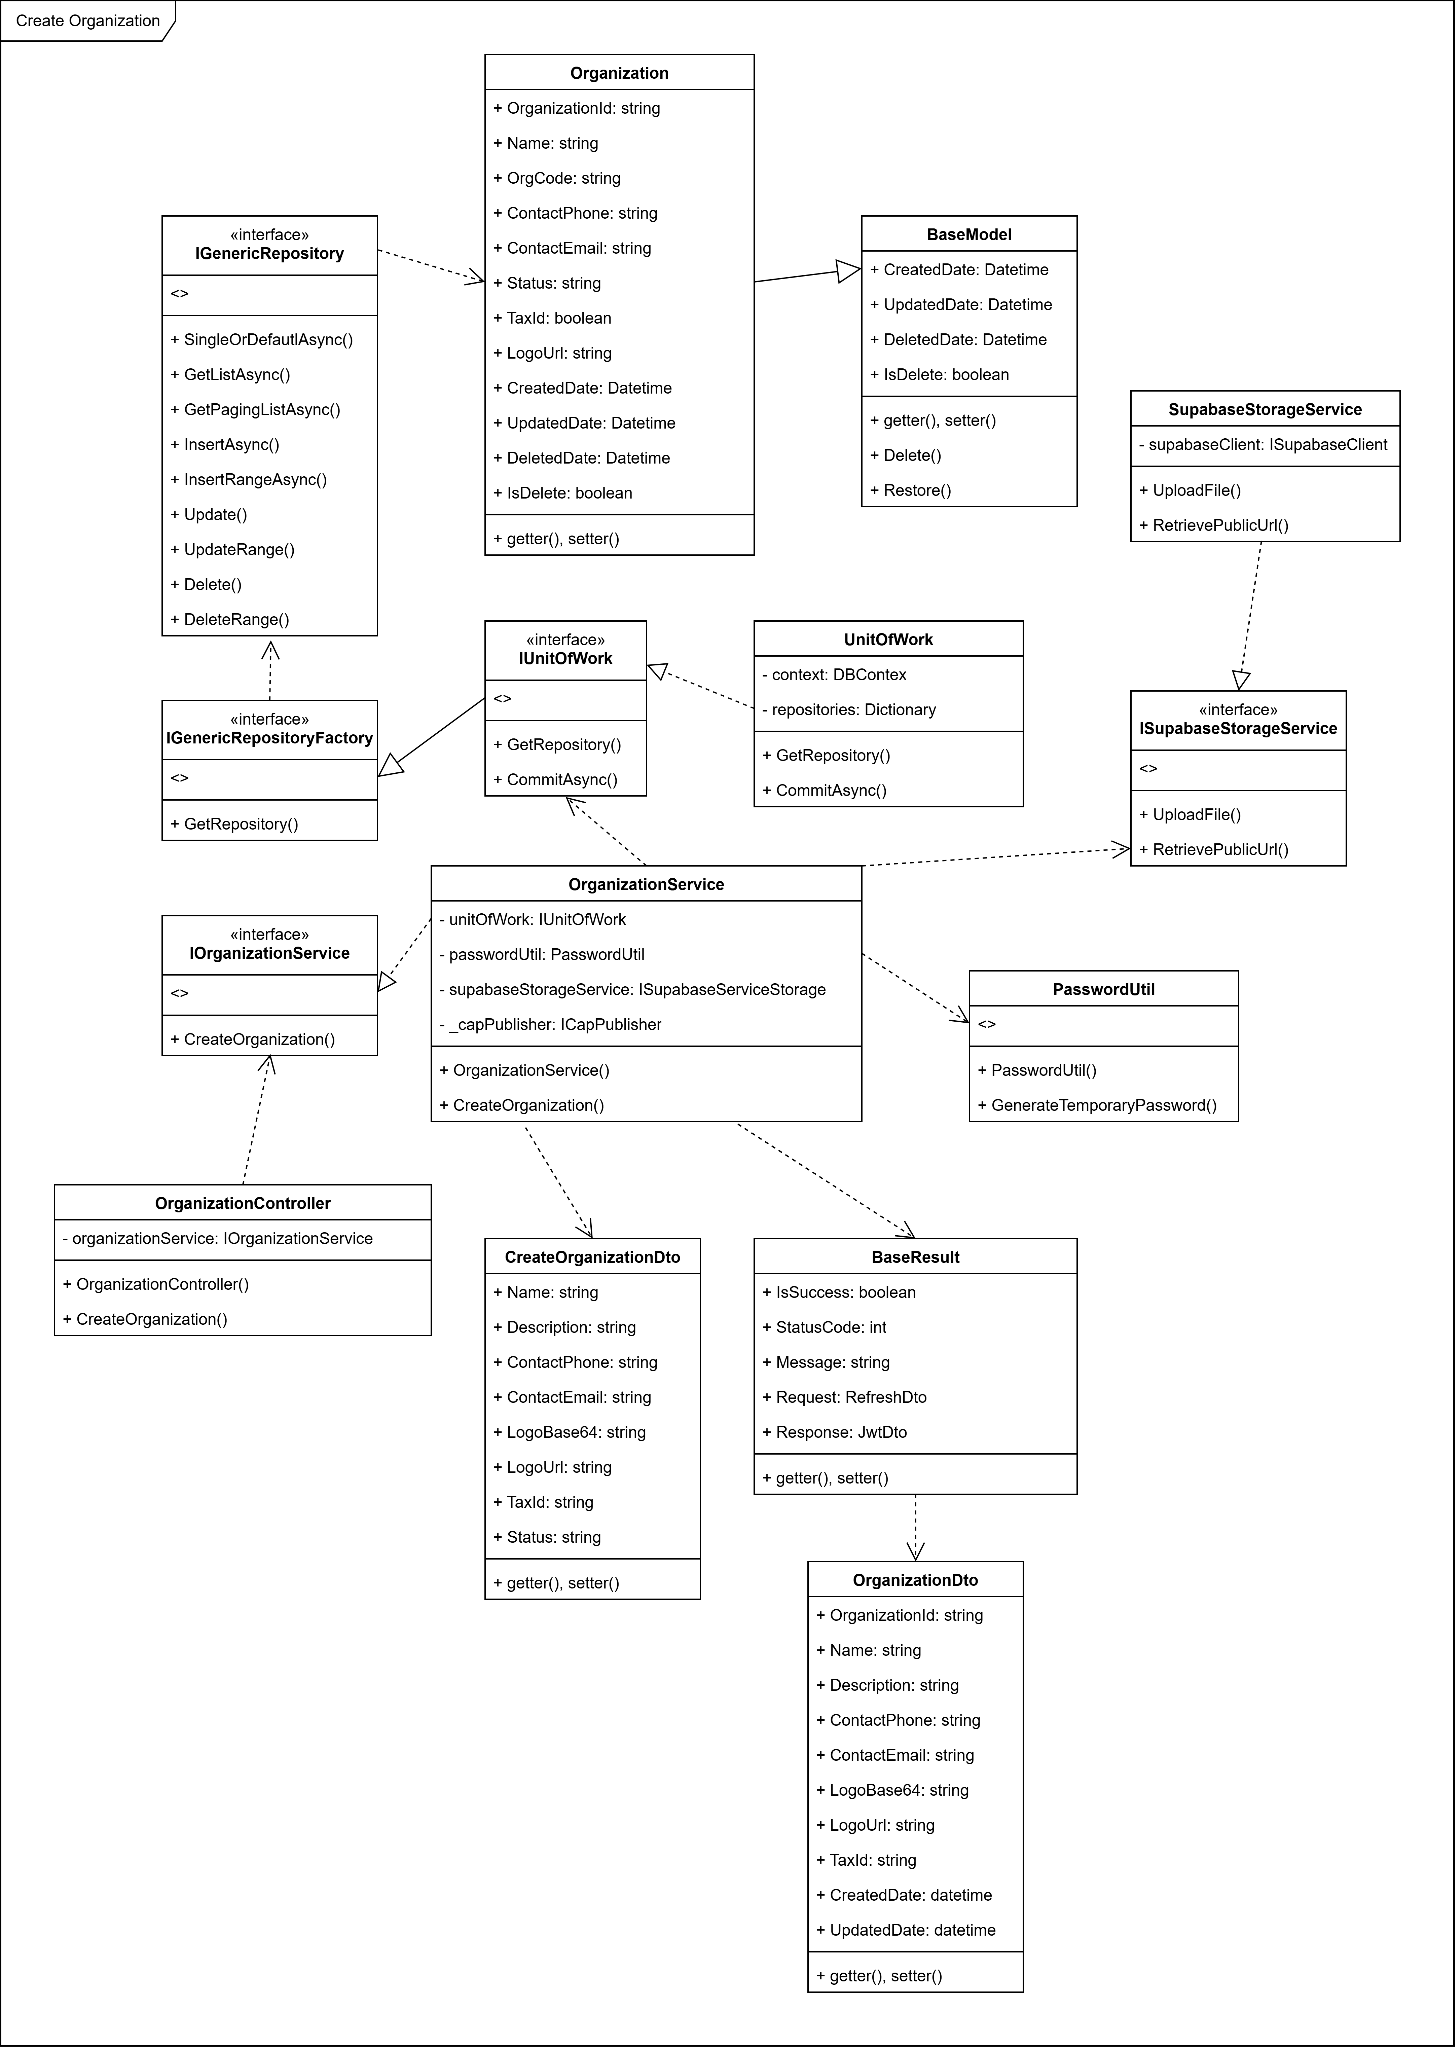 Create Organization
Organization
+ OrganizationId: string
+ Name: string
+ OrgCode: string
+ ContactPhone: string
+ ContactEmail: string
+ Status: string
+ TaxId: boolean
+ LogoUrl: string
+ CreatedDate: Datetime
+ UpdatedDate: Datetime
+ DeletedDate: Datetime
+ IsDelete: boolean
+ getter(), setter()
«interface»
IGenericRepository
<>
+ SingleOrDefautlAsync()
+ GetListAsync()
+ GetPagingListAsync()
+ InsertAsync()
+ InsertRangeAsync()
+ Update()
+ UpdateRange()
+ Delete()
+ DeleteRange()
BaseModel
+ CreatedDate: Datetime
+ UpdatedDate: Datetime
+ DeletedDate: Datetime
+ IsDelete: boolean
+ getter(), setter()
+ Delete()
+ Restore()
SupabaseStorageService
- supabaseClient: ISupabaseClient
+ UploadFile()
+ RetrievePublicUrl()
«interface»
IUnitOfWork
<>
+ GetRepository()
+ CommitAsync()
UnitOfWork
- context: DBContex
- repositories: Dictionary
+ GetRepository()
+ CommitAsync()
«interface»
IGenericRepositoryFactory
<>
+ GetRepository()
«interface»
ISupabaseStorageService
<>
+ UploadFile()
+ RetrievePublicUrl()
OrganizationService
- unitOfWork: IUnitOfWork
- passwordUtil: PasswordUtil
- supabaseStorageService: ISupabaseServiceStorage
- _capPublisher: ICapPublisher
+ OrganizationService()
+ CreateOrganization()
«interface»
IOrganizationService
<>
+ CreateOrganization()
PasswordUtil
<>
+ PasswordUtil()
+ GenerateTemporaryPassword()
OrganizationController
- organizationService: IOrganizationService
+ OrganizationController()
+ CreateOrganization()
CreateOrganizationDto
+ Name: string
+ Description: string
+ ContactPhone: string
+ ContactEmail: string
+ LogoBase64: string
+ LogoUrl: string
+ TaxId: string
+ Status: string
+ getter(), setter()
BaseResult
+ IsSuccess: boolean
+ StatusCode: int
+ Message: string
+ Request: RefreshDto
+ Response: JwtDto
+ getter(), setter()
OrganizationDto
+ OrganizationId: string
+ Name: string
+ Description: string
+ ContactPhone: string
+ ContactEmail: string
+ LogoBase64: string
+ LogoUrl: string
+ TaxId: string
+ CreatedDate: datetime
+ UpdatedDate: datetime
+ getter(), setter()